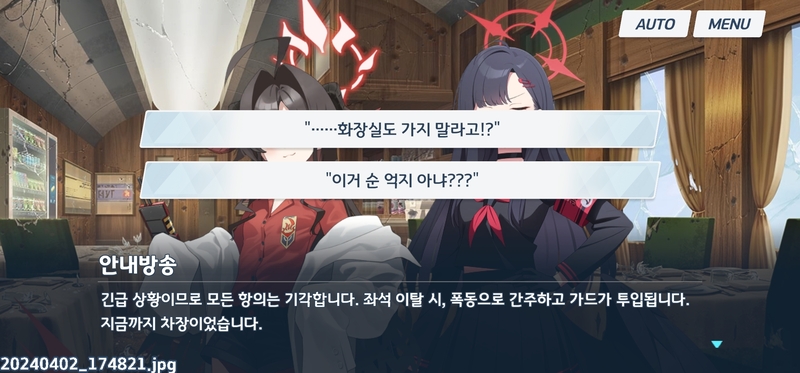 AUTO
MENU
"……화장실도 가지 말라고!?"
"이거 순 억지 아냐???"
안내방송
긴급 상황이므로 모든 항의는 기각합니다. 좌석 이탈 시, 폭동으로 간주하고 가드가 투입됩니다.
지금까지 차장이었습니다.
20240402_174821.jpg